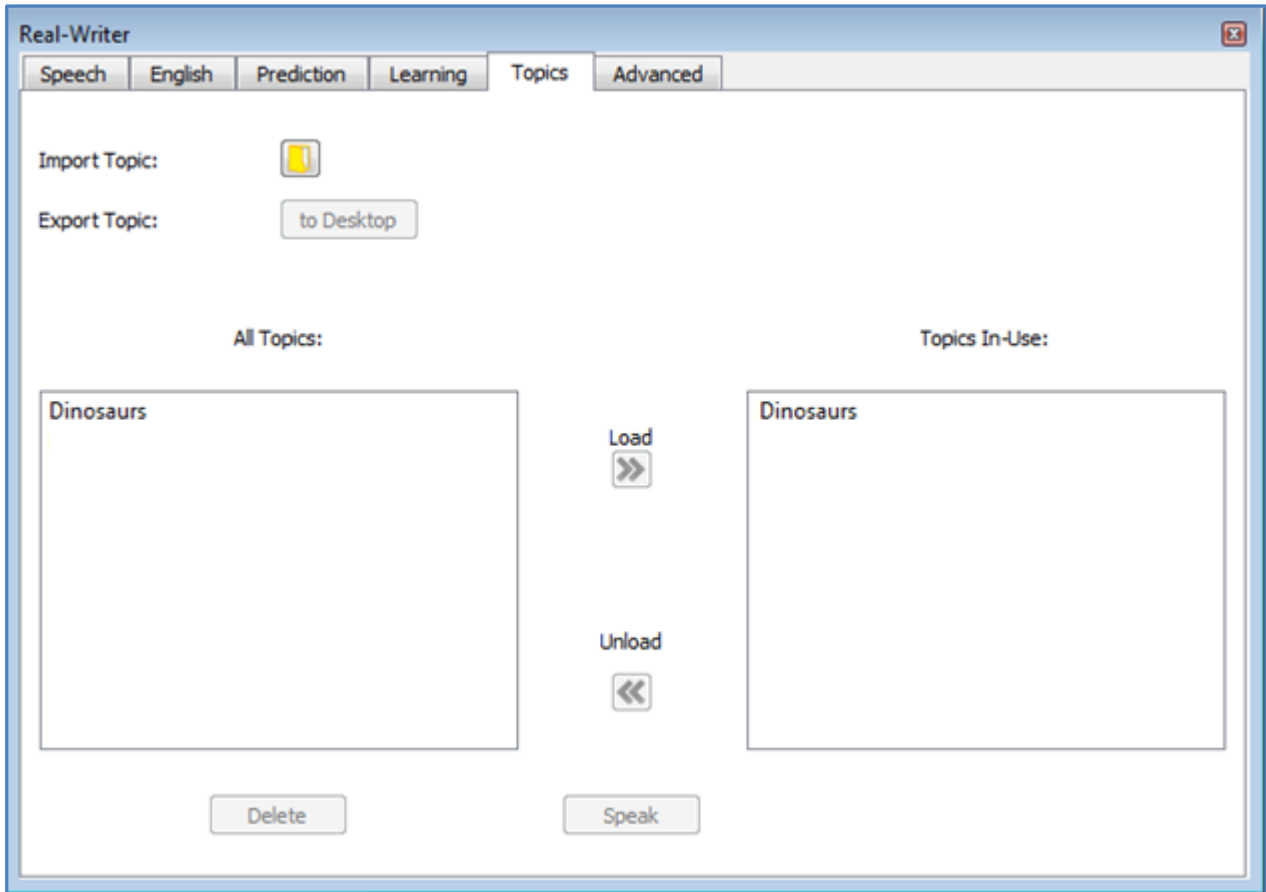 Real-Writer
Speech English Prediction Learning Topics Advanced
Import Topic:
Export Topic: to Desktop
All Topics: Topics In-Use:
Dinosaurs Dinosaurs
Load
Unload
Delete Speak